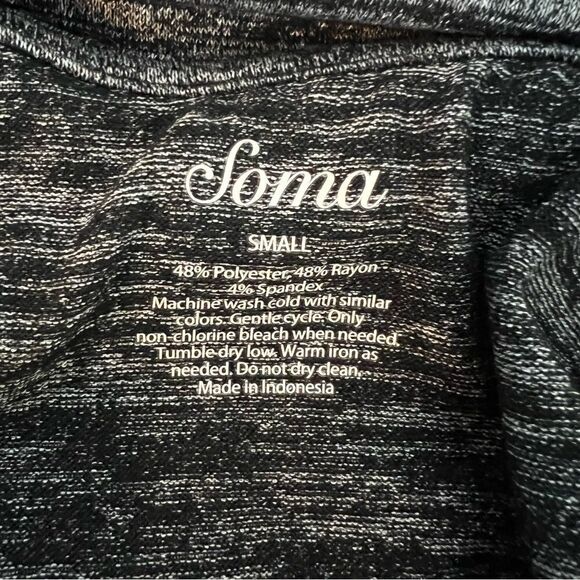 Soma
SMALL
48% Polyester, 48% Rayon
4% Spandex
Machine wash cold with similar
colors. Gentle cycle. Only
non-chlorine bleach when needed.
Tumble dry low. Warm iron as
needed. Do not dry clean.
Made in Indonesia